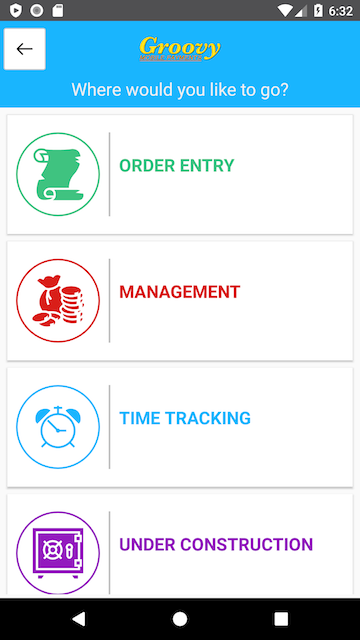 6:32
Groovy
Where would you like to go?
ORDER ENTRY
MANAGEMENT
TIME TRACKING
UNDER CONSTRUCTION